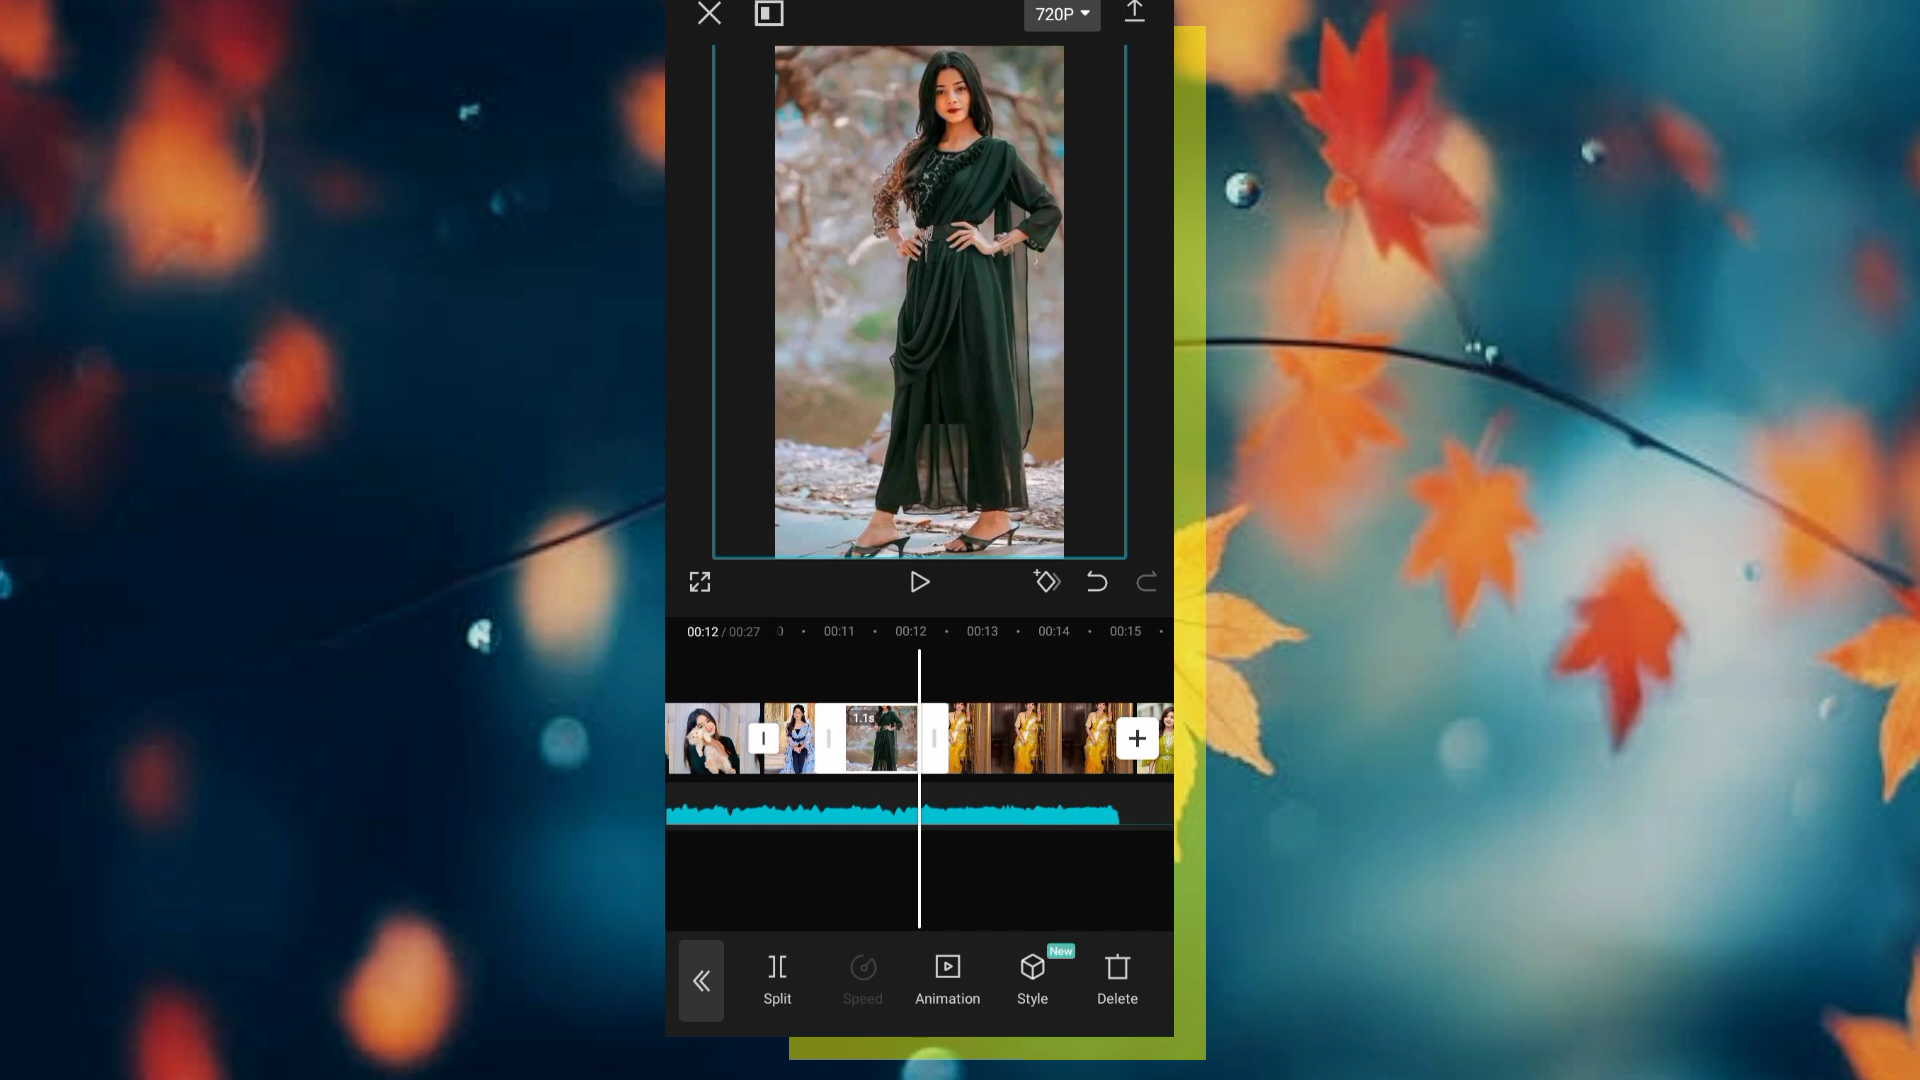 720P
00:12 / 00:27 00:11 00:12 00:13 00:14 00:15
1.1s
New
Split Speed Animation Style Delete